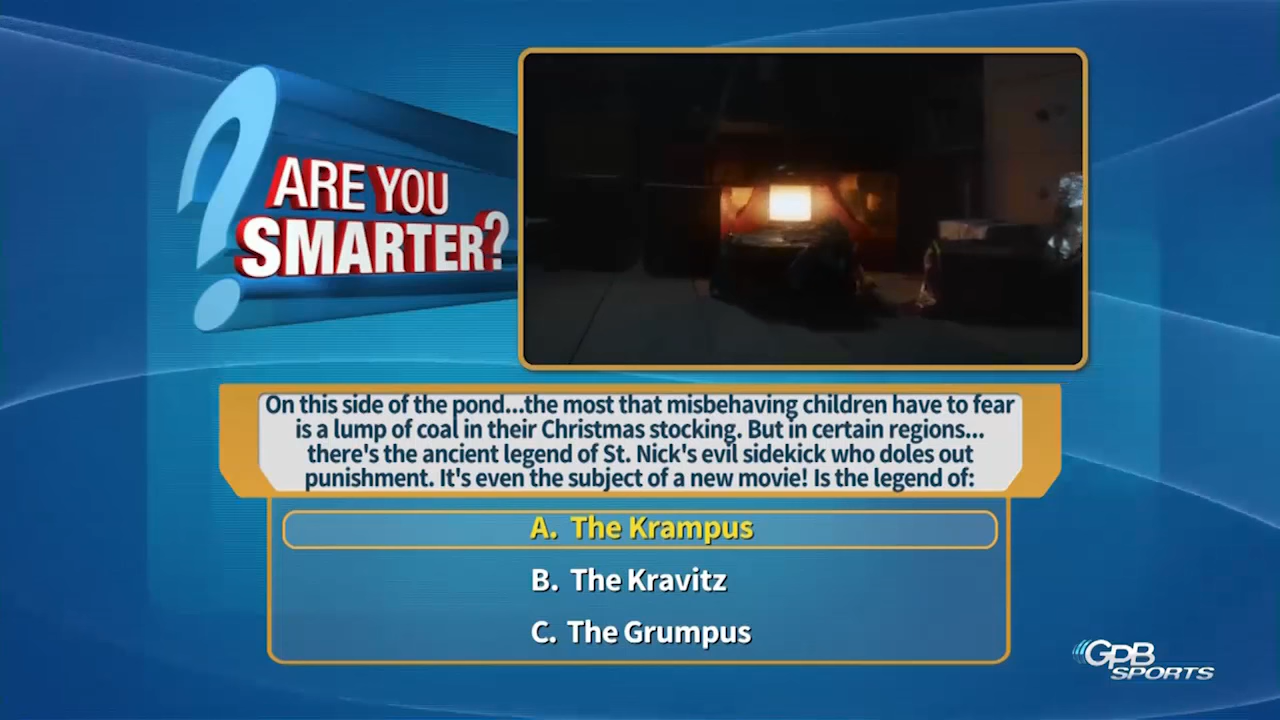 ?
ARE YOU
SMARTER?
On this side of the pond...the most that misbehaving children have to fear
is a lump of coal in their Christmas stocking. But in certain regions...
there's the ancient legend of St. Nick's evil sidekick who doles out
punishment. It's even the subject of a new movie! Is the legend of:
A. The Krampus
B. The Kravitz
C. The Grumpus
GPB
SPORTS